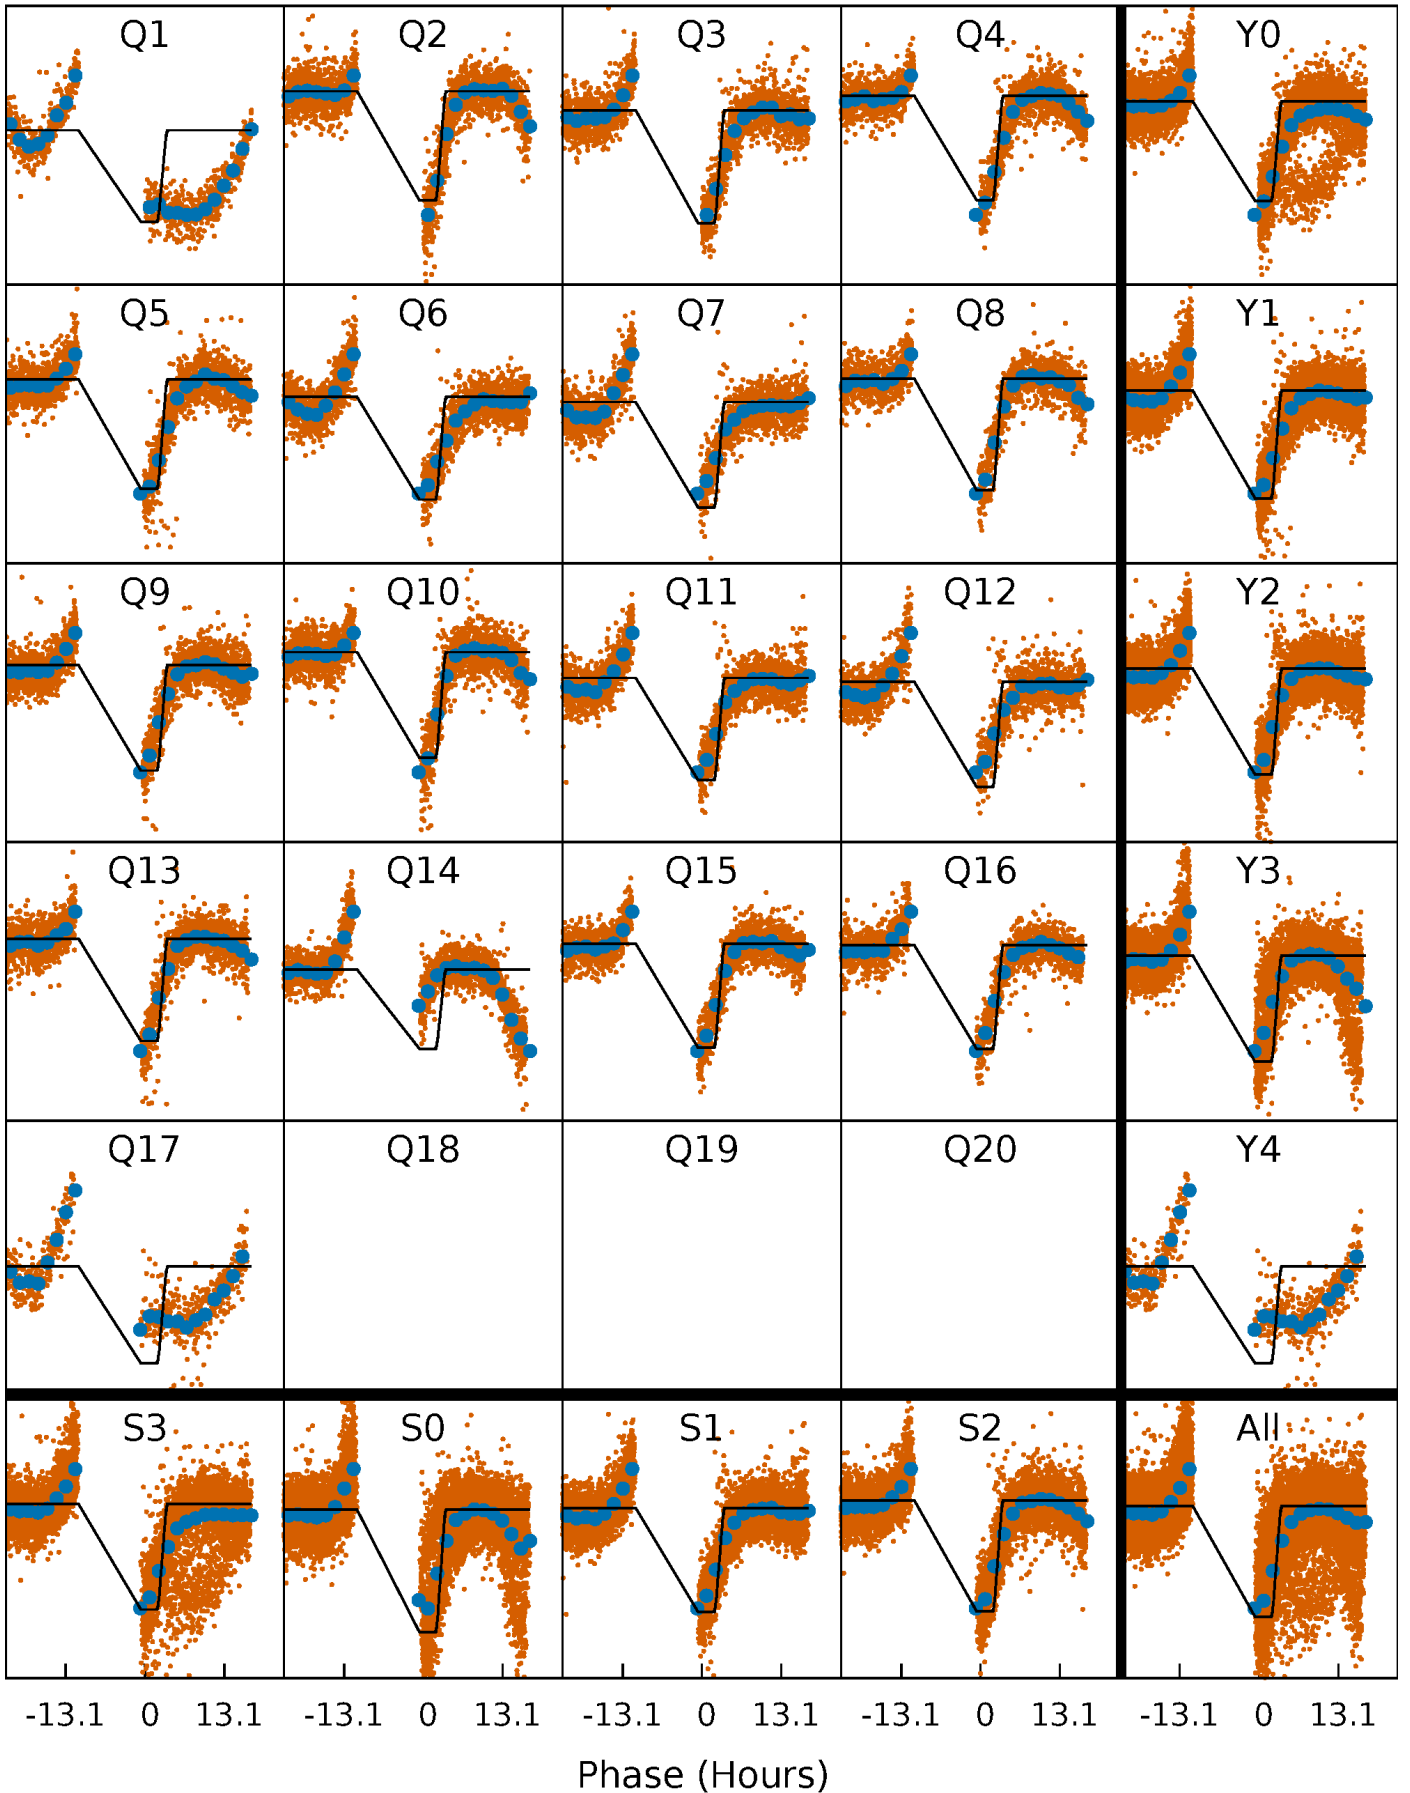 Q1 Q2 Q3 Q4 Y0
Q5 Q6 Q7 Q8 Y1
Q9 Q10 Q11 Q12 Y2
Q13 Q14 Q15 Q16 Y3
Q17 Q18 Q19 Q20 Y4
S3 S0 S1 S2 All
-13.1 0 13.1 -13.1 0 13.1 -13.1 0 13.1 -13.1 0 13.1 -13.1 0 13.1
Phase (Hours)